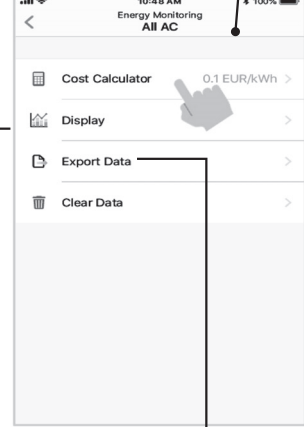 10:48 AM
100%
Energy Monitoring
All AC
Cost Calculator 0.1 EUR/kWh
Display
Export Data
Clear Data